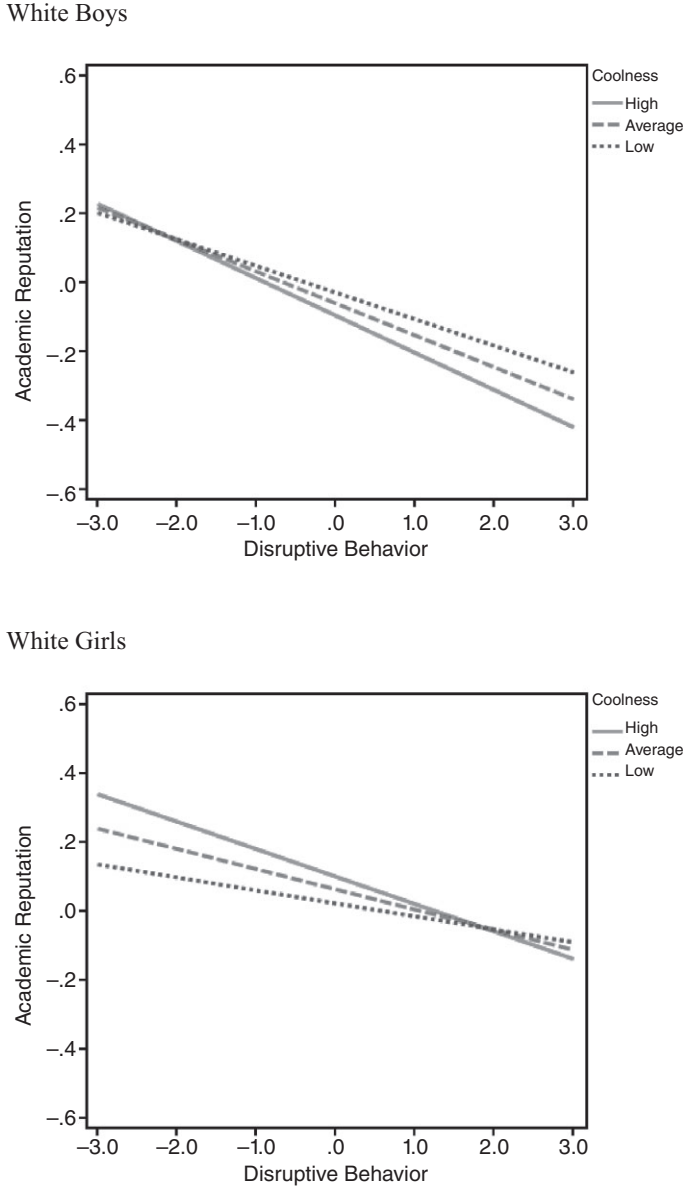 White Boys
Coolness
High
Average
Low
.6
.4
.2
.0
–.2
–.4
–.6
Academic Reputation
–3.0 –2.0 –1.0 .0 1.0 2.0 3.0
Disruptive Behavior
White Girls
Coolness
High
Average
Low
.6
.4
.2
.0
–.2
–.4
–.6
Academic Reputation
–3.0 –2.0 –1.0 .0 1.0 2.0 3.0
Disruptive Behavior